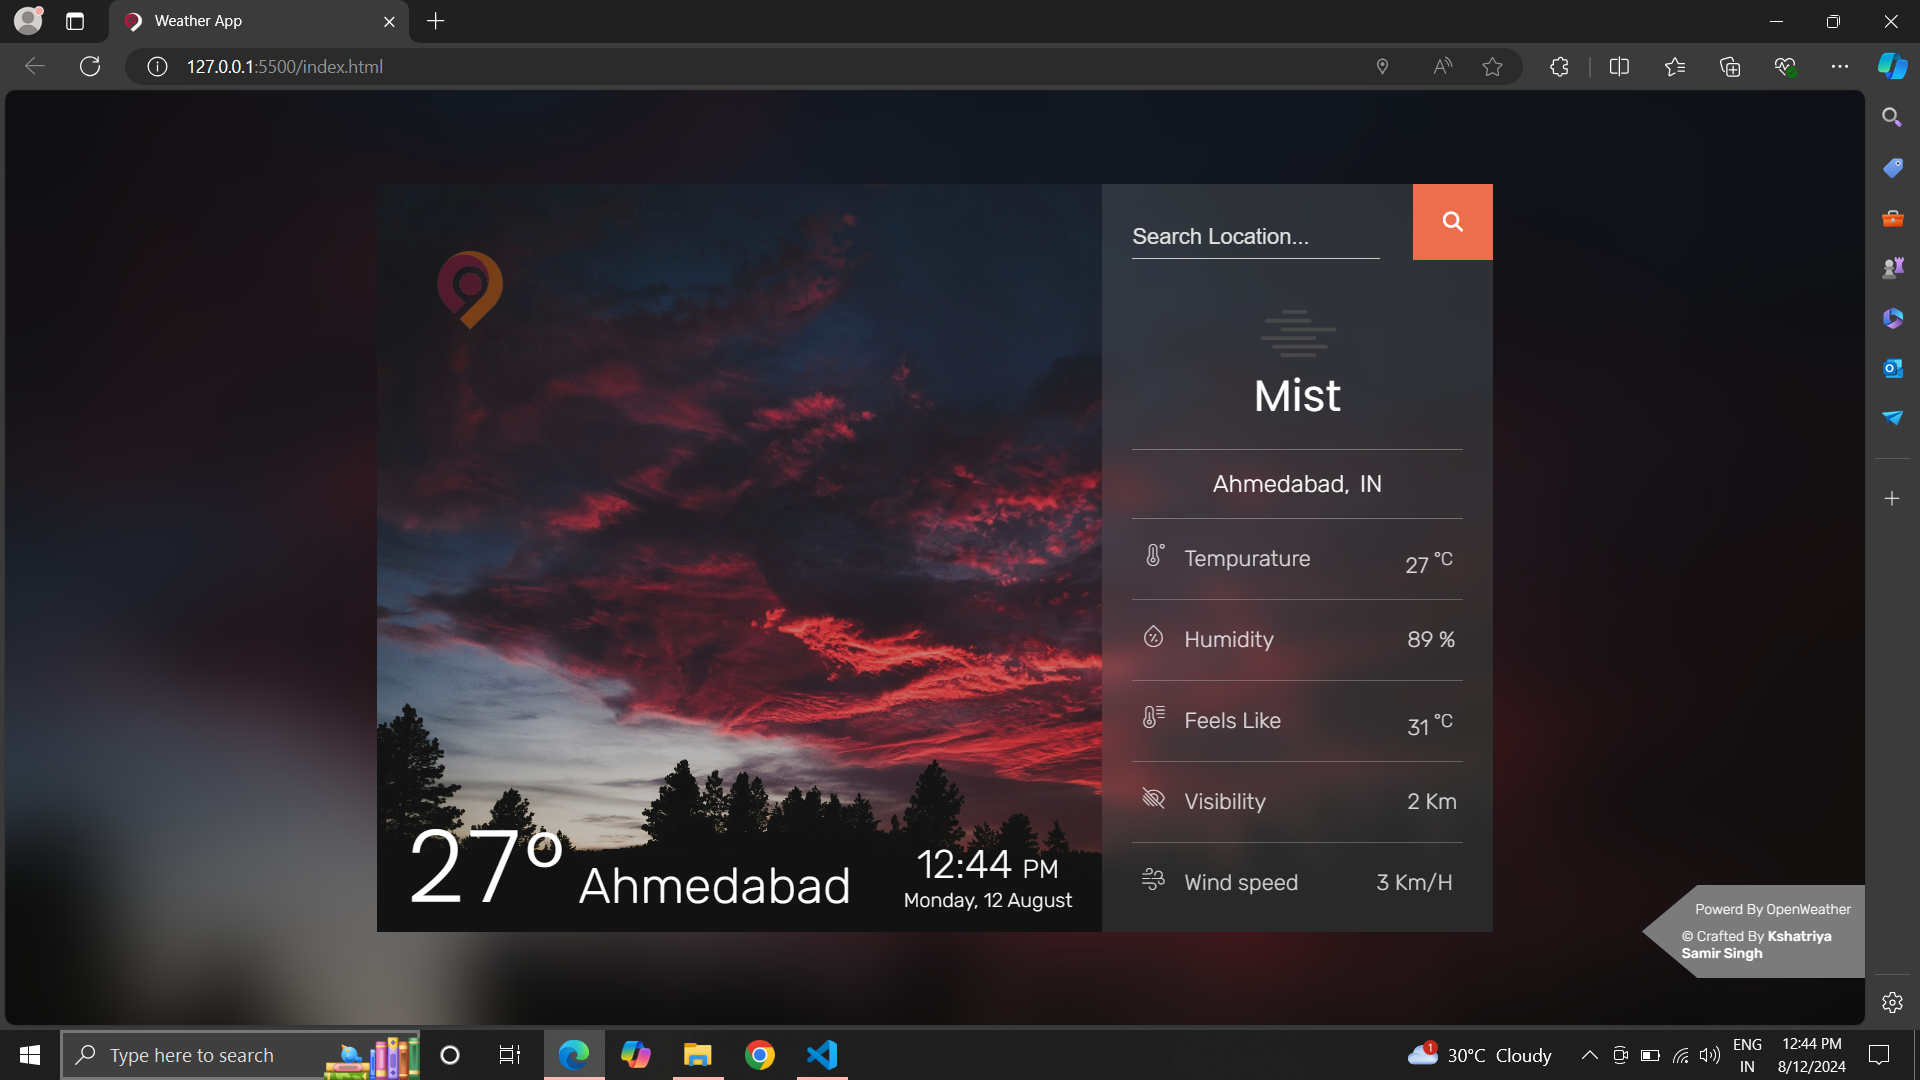 Weather App
127.0.0.1:5500/index.html
Search Location...
Mist
Ahmedabad, IN
Tempurature 27 °C
Humidity 89 %
Feels Like 31 °C
Visibility 2 Km
Wind speed 3 Km/H
27° Ahmedabad
12:44 PM
Monday, 12 August
Powerd By OpenWeather
© Crafted By Kshatriya
Samir Singh
Type here to search
1
30°C Cloudy
ENG
IN
12:44 PM
8/12/2024